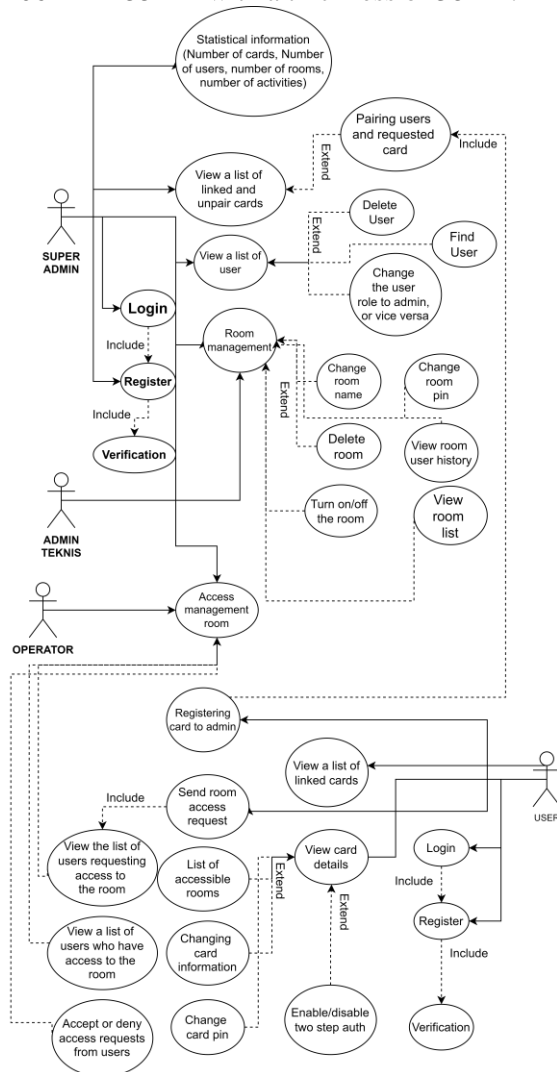 Statistical information
(Number of cards, Number
of users, number of rooms,
number of activities)
Pairing users
and requested
card
Include
Extend
View a list of
linked and
unpair cards
SUPER
ADMIN
Delete
User
Extend
Find
User
View a list
of user
Change
the user
role to admin,
or vice versa
Login
Include
Room
management
Register
Include
Extend
Change
room
name
Change
room
pin
Verification
Delete
room
View room
user history
ADMIN
TEKNIS
Turn on/off
the room
View
room
list
OPERATOR
Access
management
room
Registering
card to admin
View a list of
linked cards
USER
Send room
access
request
Include
View the list of
users requesting
access to
the room
List of
accessible
rooms
Extend
View card
details
Login
Include
View a list of
users who have
access to the
room
Changing
card
information
Extend
Register
Include
Accept or deny
access requests
from users
Change
card pin
Enable/disable
two step auth
Verification